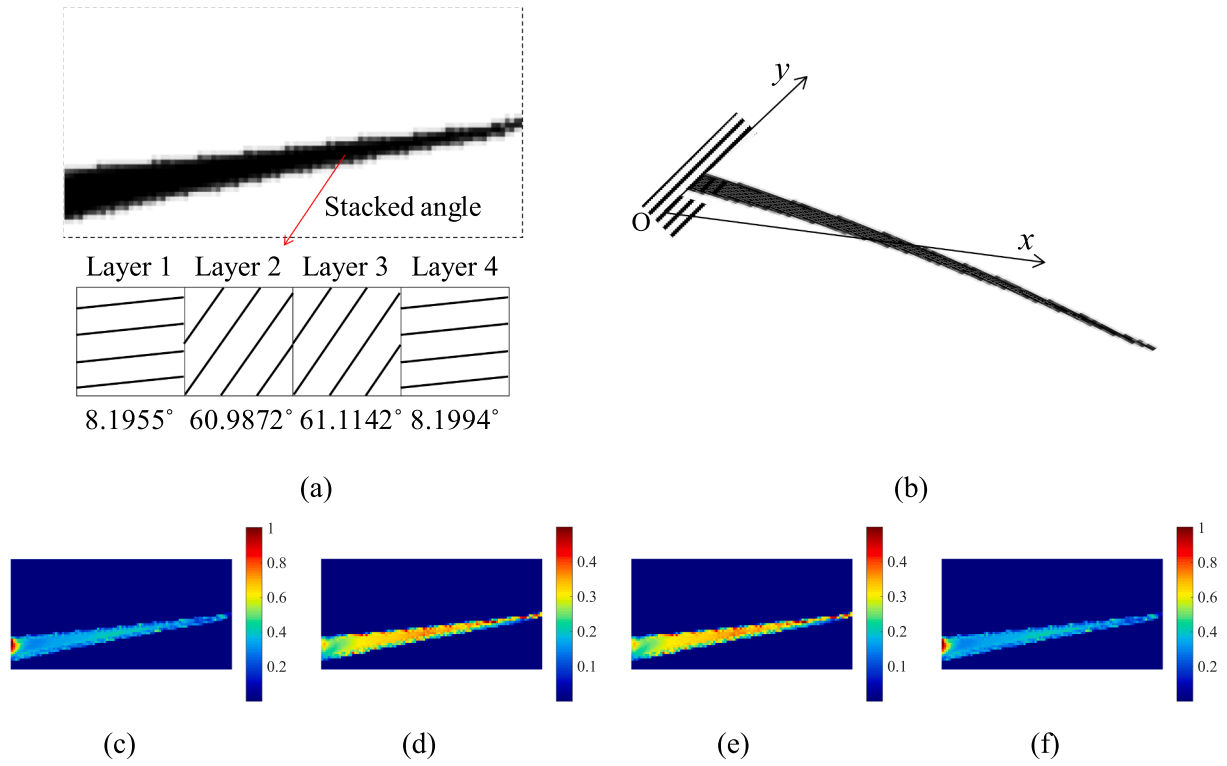 Stacked angle
Layer 1 Layer 2 Layer 3 Layer 4
8.1955° 60.9872° 61.1142° 8.1994°
(a)
y
O
x
(b)
1
0.8
0.6
0.4
0.2
(c)
0.4
0.3
0.2
0.1
(d)
0.4
0.3
0.2
0.1
(e)
1
0.8
0.6
0.4
0.2
(f)